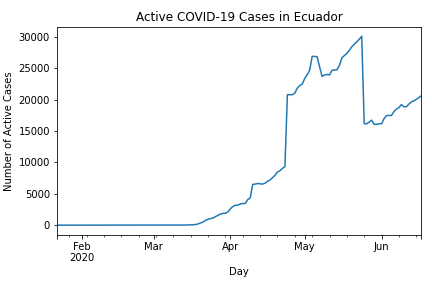 Active COVID-19 Cases in Ecuador
Number of Active Cases
30000
25000
20000
15000
10000
5000
0
Feb
2020
Mar
Apr
May
Jun
Day